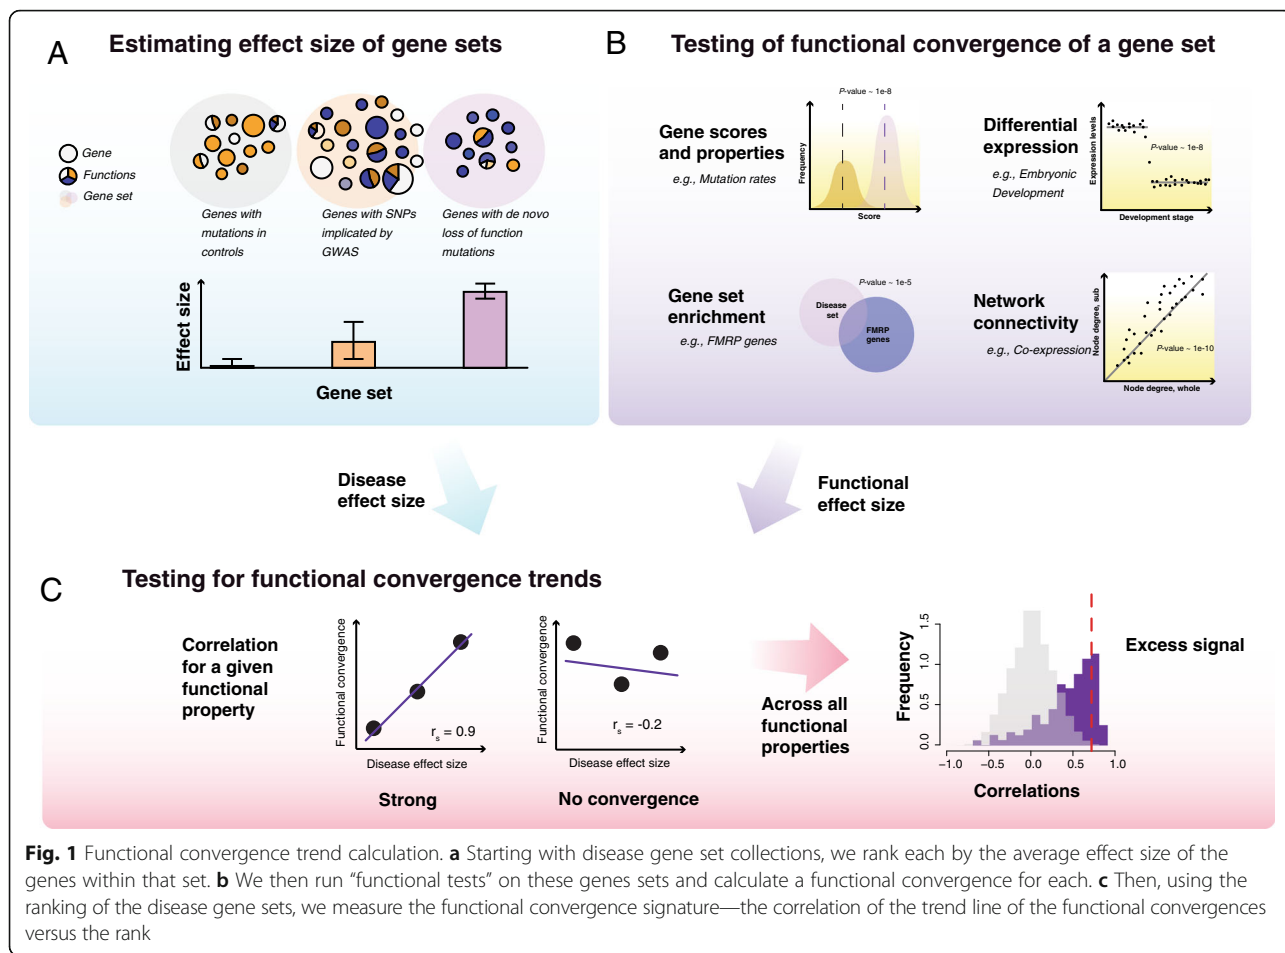 A
Estimating effect size of gene sets
Gene
Functions
Gene set
Genes with
mutations in
controls
Genes with SNPs
implicated by
GWAS
Genes with de novo
loss of function
mutations
Effect size
Gene set
B
Testing of functional convergence of a gene set
Gene scores
and properties
e.g., Mutation rates
P-value ~ 1e-8
Frequency
Score
Differential
expression
e.g., Embryonic
Development
Expression levels
P-value ~ 1e-8
Development stage
Gene set
enrichment
e.g., FMRP genes
P-value ~ 1e-5
Disease
set
FMRP
genes
Network
connectivity
e.g., Co-expression
Node degree, sub
P-value ~ 1e-10
Node degree, whole
Disease
effect size
Functional
effect size
C
Testing for functional convergence trends
Correlation
for a given
functional
property
Functional convergence
rs = 0.9
Disease effect size
Strong
Functional convergence
rs = -0.2
Disease effect size
No convergence
Across all
functional
properties
Frequency
0.0 0.5 1.0 1.5
−1.0 −0.5 0.0 0.5 1.0
Correlations
Excess signal
Fig. 1 Functional convergence trend calculation. a Starting with disease gene set collections, we rank each by the average effect size of the
genes within that set. b We then run “functional tests” on these genes sets and calculate a functional convergence for each. c Then, using the
ranking of the disease gene sets, we measure the functional convergence signature—the correlation of the trend line of the functional convergences
versus the rank